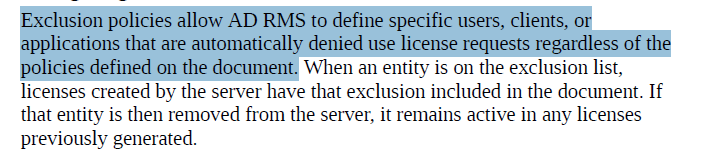 Exclusion policies allow AD RMS to define specific users, clients, or
applications that are automatically denied use license requests regardless of the
policies defined on the document. When an entity is on the exclusion list,
licenses created by the server have that exclusion included in the document. If
that entity is then removed from the server, it remains active in any licenses
previously generated.